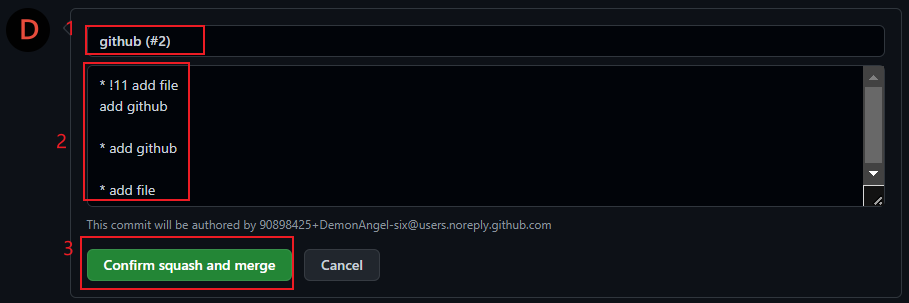 D
1
github (#2)
2
* !11 add file
add github
* add github
* add file
This commit will be authored by 90898425+DemonAngel-six@users.noreply.github.com
3
Confirm squash and merge
Cancel